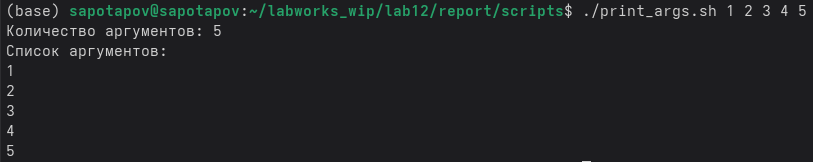 (base) sapotapov@sapotapov:~/labworks_wip/lab12/report/scripts$ ./print_args.sh 1 2 3 4 5
Количество аргументов: 5
Список аргументов:
1
2
3
4
5